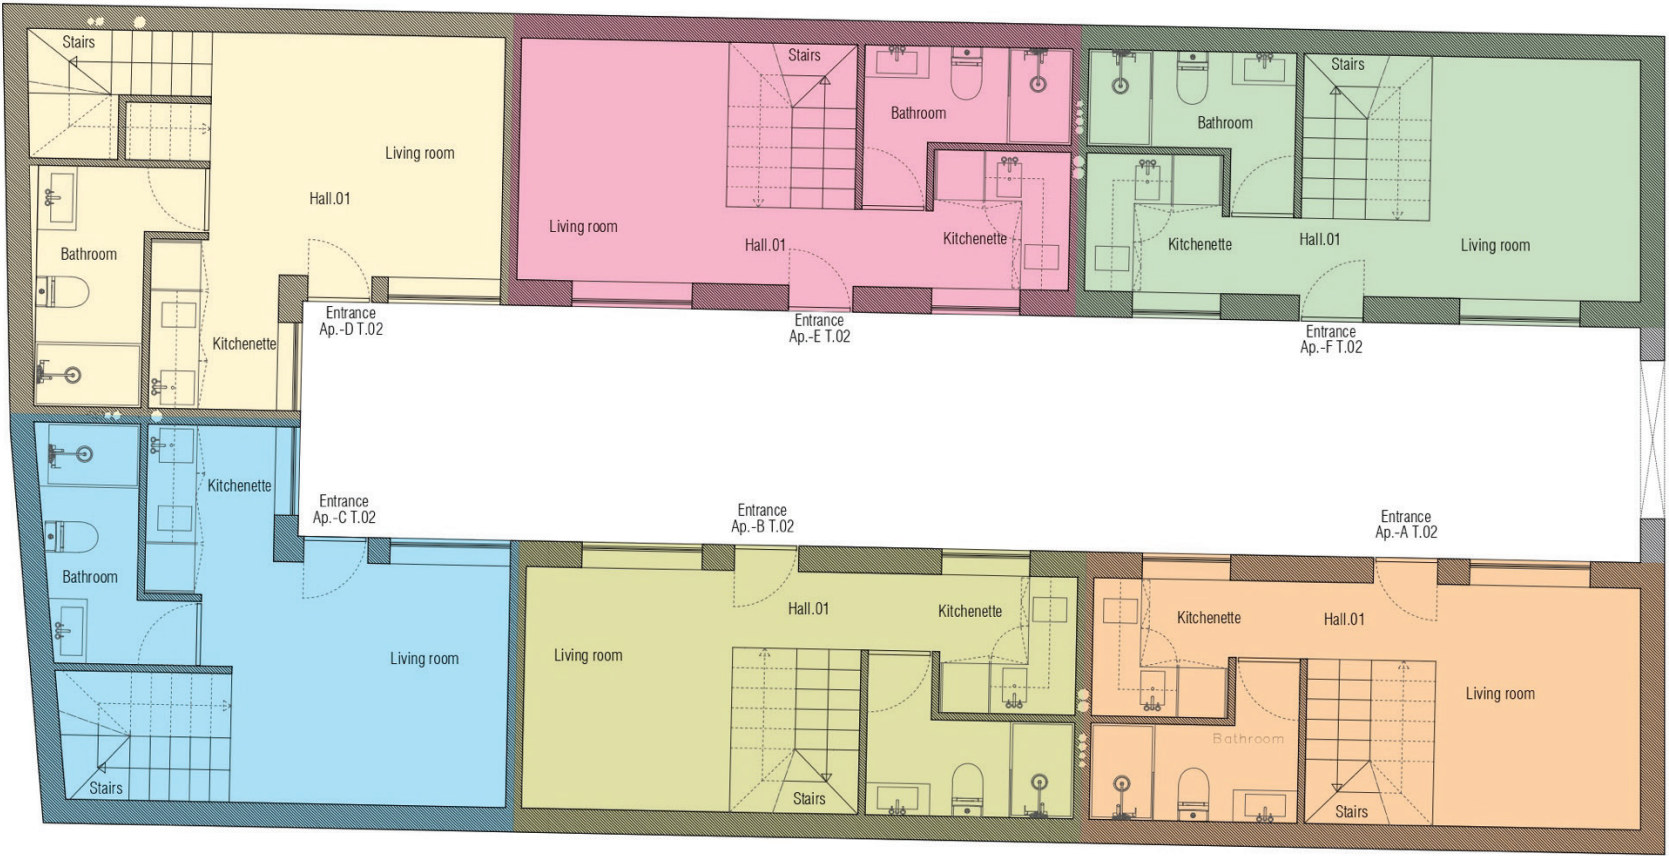 Stairs
Living room
Hall.01
Bathroom
Kitchenette
Entrance
Ap.-D T.02
Stairs
Bathroom
Living room
Hall.01
Kitchenette
Entrance
Ap.-E T.02
Stairs
Bathroom
Kitchenette
Hall.01
Living room
Entrance
Ap.-F T.02
Kitchenette
Entrance
Ap.-C T.02
Bathroom
Living room
Stairs
Entrance
Ap.-B T.02
Hall.01
Kitchenette
Living room
Stairs
Entrance
Ap.-A T.02
Kitchenette
Hall.01
Living room
Bathroom
Stairs